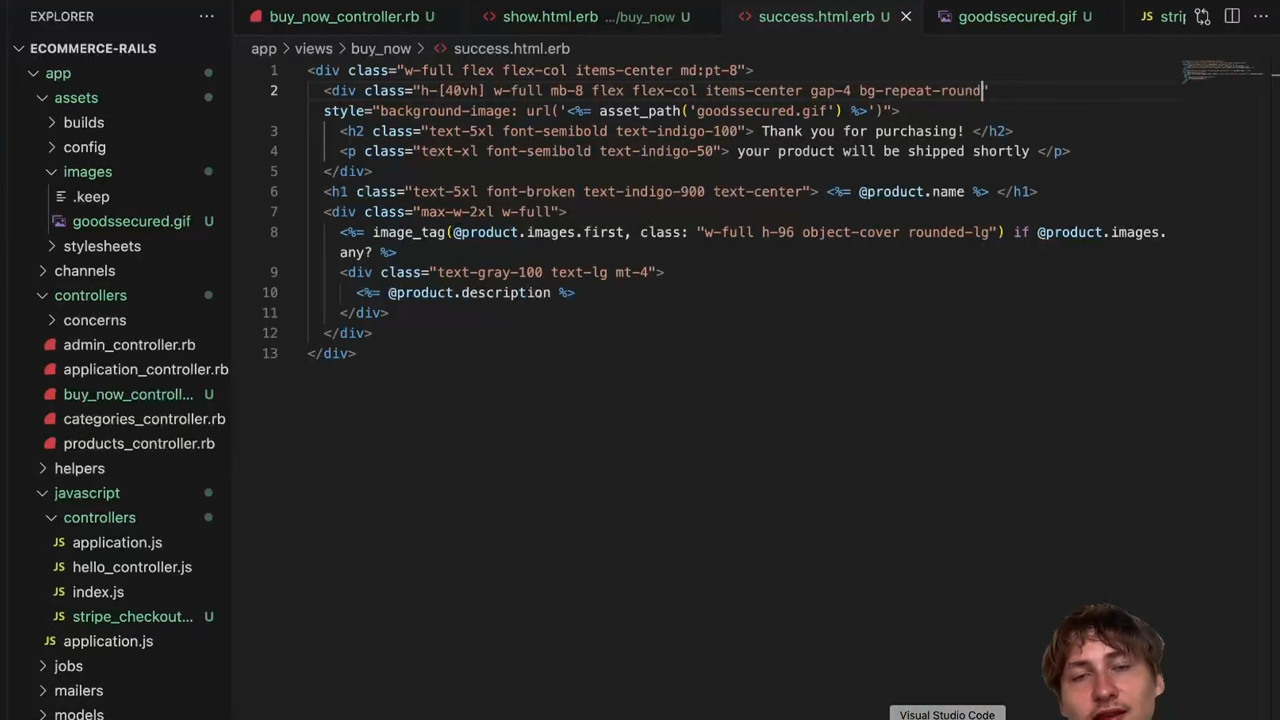 EXPLORER
buy_now_controller.rb U
show.html.erb .../buy_now U
success.html.erb U
goodssecured.gif U
JS
ECOMMERCE-RAILS
app > views > buy_now > success.html.erb
app
assets
builds
config
images
.keep
goodssecured.gif U
stylesheets
channels
controllers
concerns
admin_controller.rb
application_controller.rb
buy_now_controll... U
categories_controller.rb
products_controller.rb
helpers
javascript
controllers
JS application.js
JS hello_controller.js
JS index.js
JS stripe_checkout... U
JS application.js
jobs
mailers
models
1 <div class="w-full flex flex-col items-center md:pt-8">
2 <div class="h-[40vh] w-full mb-8 flex flex-col items-center gap-4 bg-repeat-round"
style="background-image: url('<%= asset_path('goodssecured.gif') %>')">
3 <h2 class="text-5xl font-semibold text-indigo-100"> Thank you for purchasing! </h2>
4 <p class="text-xl font-semibold text-indigo-50"> your product will be shipped shortly </p>
5 </div>
6 <h1 class="text-5xl font-broken text-indigo-900 text-center"> <%= @product.name %> </h1>
7 <div class="max-w-2xl w-full">
8 <%= image_tag(@product.images.first, class: "w-full h-96 object-cover rounded-lg") if @product.images.
any? %>
9 <div class="text-gray-100 text-lg mt-4">
10 <%= @product.description %>
11 </div>
12 </div>
13 </div>
Visual Studio Code